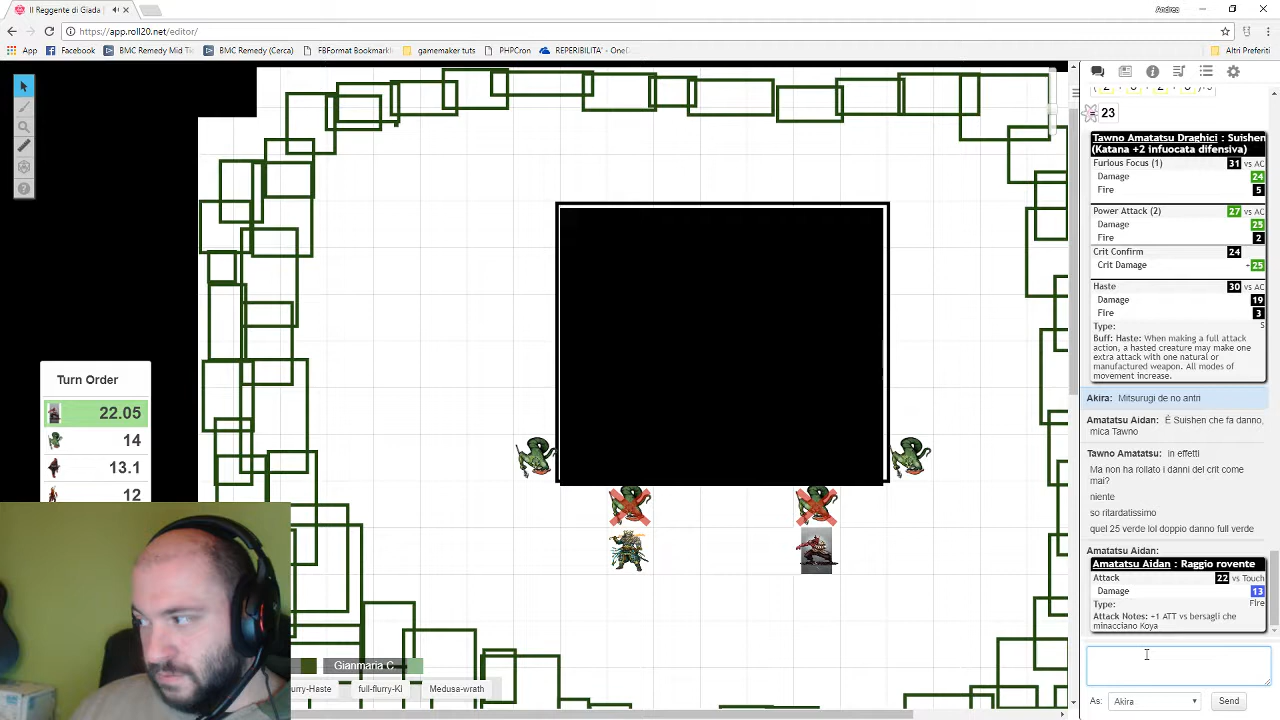 Il Reggente di Giada |
Andrea
https://app.roll20.net/editor/
App
Facebook
BMC Remedy Mid Tie
BMC Remedy (Cerca)
FBFormat Bookmarkl
gamemaker tuts
PHPCron
REPERIBILITA' - One
Altri Preferiti
23
Tawno Amatatsu Draghici : Suishen
(Katana +2 infuocata difensiva)
Furious Focus (1) 31 vs AC
Damage 24
Fire 5
Power Attack (2) 27 vs AC
Damage 25
Fire 2
Crit Confirm 24
Crit Damage +25
Haste 30 vs AC
Damage 19
Fire 3
Type: S
Buff: Haste: When making a full attack
action, a hasted creature may make one
extra attack with one natural or
manufactured weapon. All modes of
movement increase.
Akira: Mitsurugi de no antri
Amatatsu Aidan: È Suishen che fa danno,
mica Tawno
Tawno Amatatsu: in effetti
Ma non ha rollato i danni del crit come
mai?
niente
so ritardatissimo
quel 25 verde lol doppio danno full verde
Amatatsu Aidan:
Amatatsu Aidan : Raggio rovente
Attack 22 vs Touch
Damage 13
Type: Fire
Attack Notes: +1 ATT vs bersagli che
minacciano Koya
As: Akira
Send
Turn Order
22.05
14
13.1
12
Gianmaria C.
urry-Haste
full-flurry-KI
Medusa-wrath